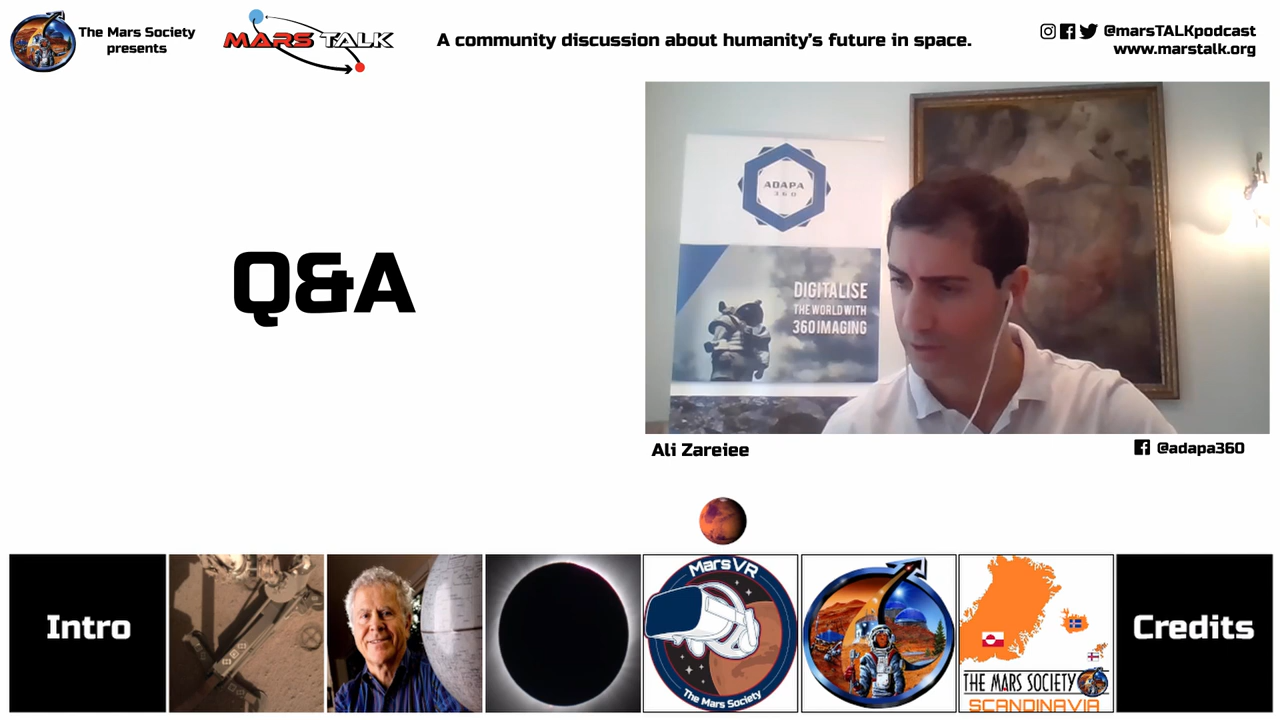 The Mars Society
presents
MARS TALK
A community discussion about humanity's future in space.
@marsTALKpodcast
www.marstalk.org
Q&A
ADAPA
360
DIGITALISE
THE WORLD WITH
360 IMAGING
Ali Zareiee
@adapa360
Intro
MarsVR
The Mars Society
THE MARS SOCIETY
SCANDINAVIA
Credits